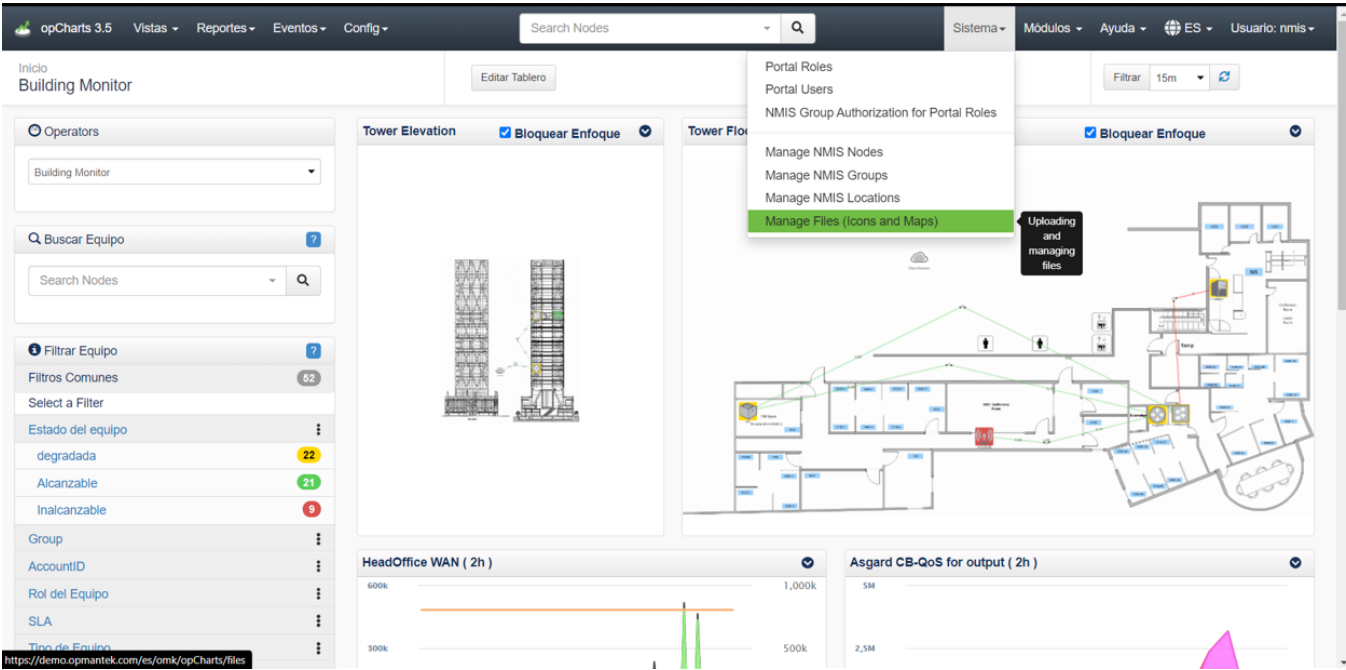 opCharts 3.5 Vistas Reportes Eventos Config Search Nodes Sistema Módulos Ayuda ES Usuario: nmis
Inicio
Building Monitor
Editar Tablero
Filtrar 15m
Portal Roles
Portal Users
NMIS Group Authorization for Portal Roles
Manage NMIS Nodes
Manage NMIS Groups
Manage NMIS Locations
Manage Files (Icons and Maps)
Uploading
and
managing
files
Operators
Building Monitor
Buscar Equipo ?
Search Nodes
Filtrar Equipo ?
Filtros Comunes 52
Select a Filter
Estado del equipo
degradada 22
Alcanzable 21
Inalcanzable 9
Group
AccountID
Rol del Equipo
SLA
Tipo de Equipo
https://demo.opmantek.com/es/omk/opCharts/files
Tower Elevation Bloquear Enfoque
Tower Floo Bloquear Enfoque
Ramp
HeadOffice WAN ( 2h )
600k 1,000k
300k 500k
Asgard CB-QoS for output ( 2h )
5M
2,5M